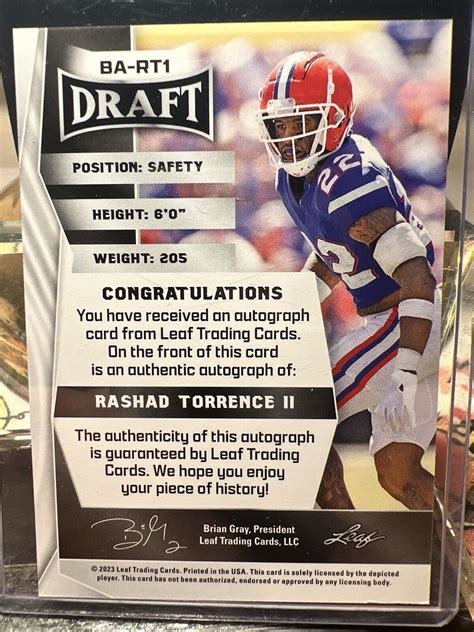 BA-RT1
DRAFT
POSITION: SAFETY
HEIGHT: 6'0"
WEIGHT: 205
22
22
CONGRATULATIONS
You have received an autograph
card from Leaf Trading Cards.
On the front of this card
is an authentic autograph of:
RASHAD TORRENCE II
The authenticity of this autograph
is guaranteed by Leaf Trading
Cards. We hope you enjoy
your piece of history!
Brian Gray, President
Leaf Trading Cards, LLC
Leaf
© 2023 Leaf Trading Cards. Printed in the USA. This card is solely licensed by the depicted
player. This card has not been authorized, endorsed or approved by any licensing body.